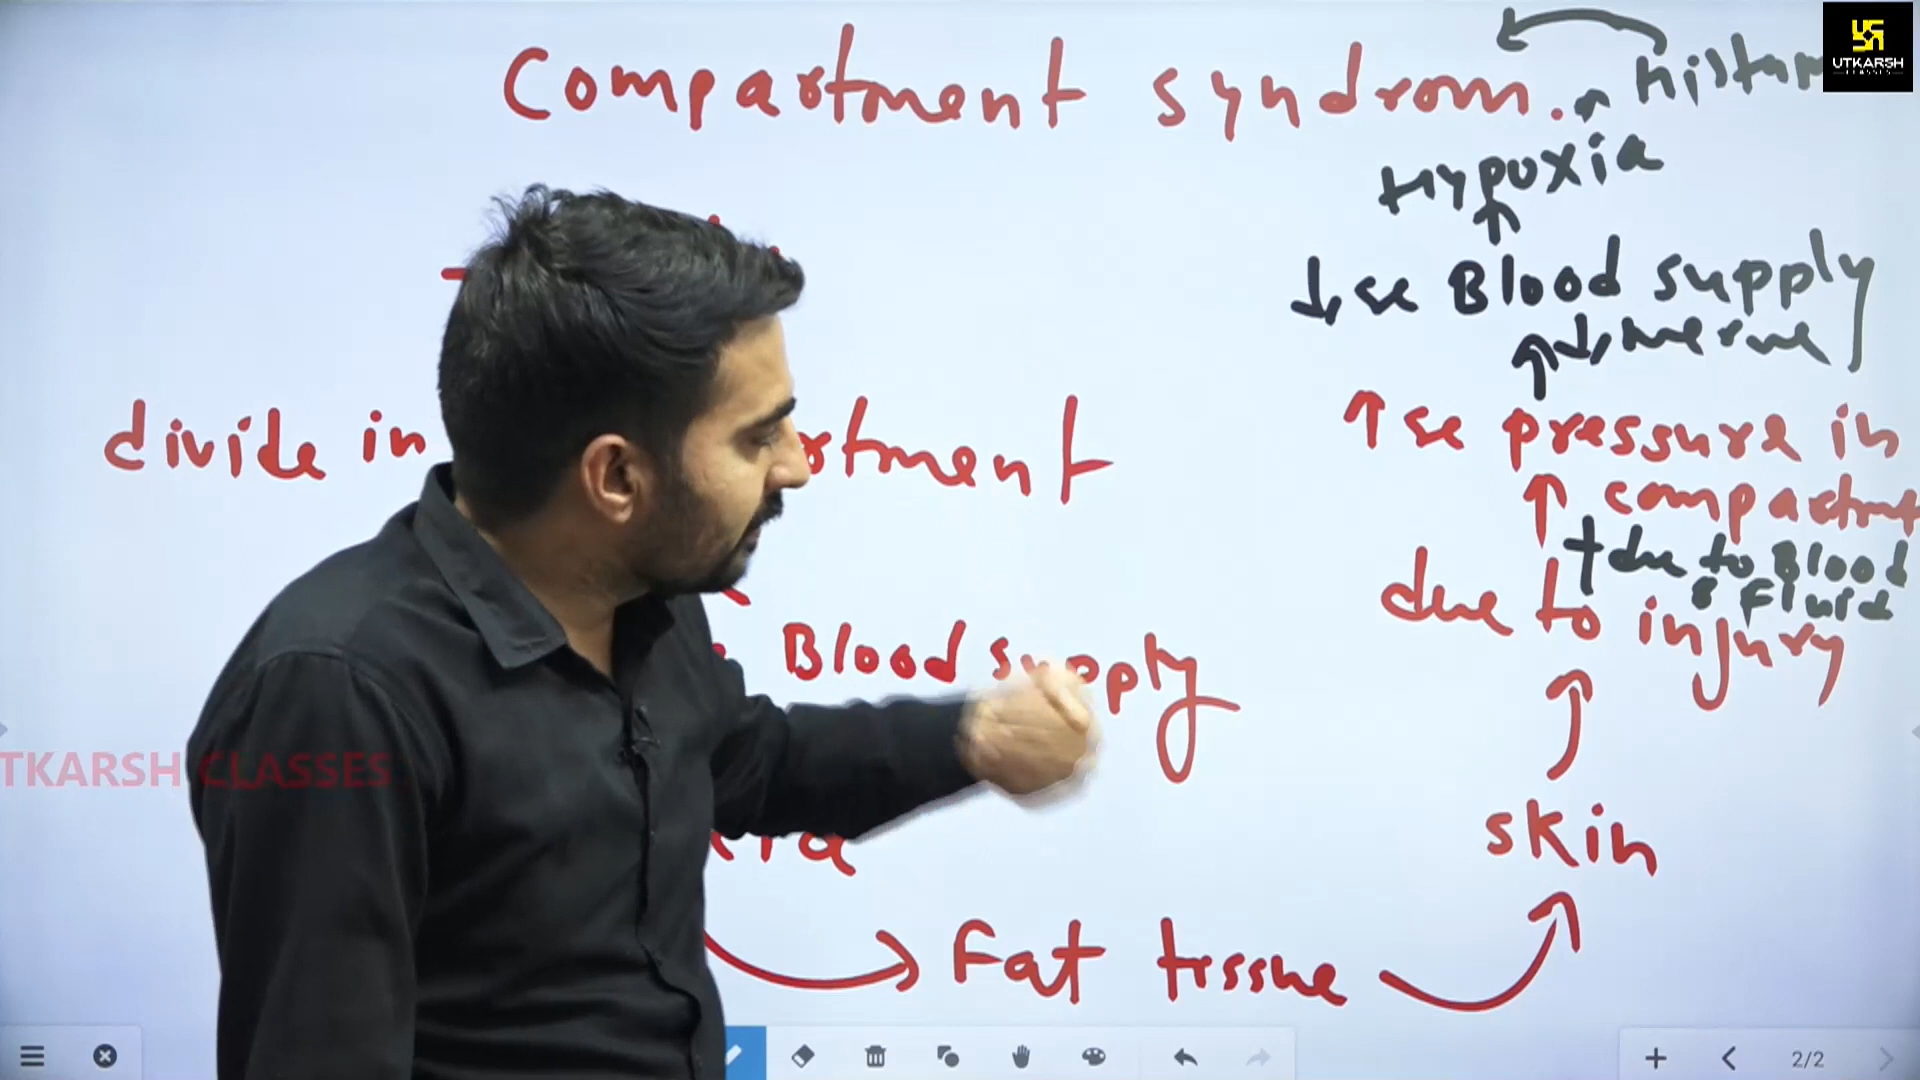 Compartment syndrom.
UTKARSH
CLASSES
Hypoxia
↓se Blood supply
↓ nerve
divide in
rtment
↑se pressure in
compartment
due to Blood
& Fluid
due to injury
Blood supply
TKARSH CLASSES
skin
Fat tissue
2/2